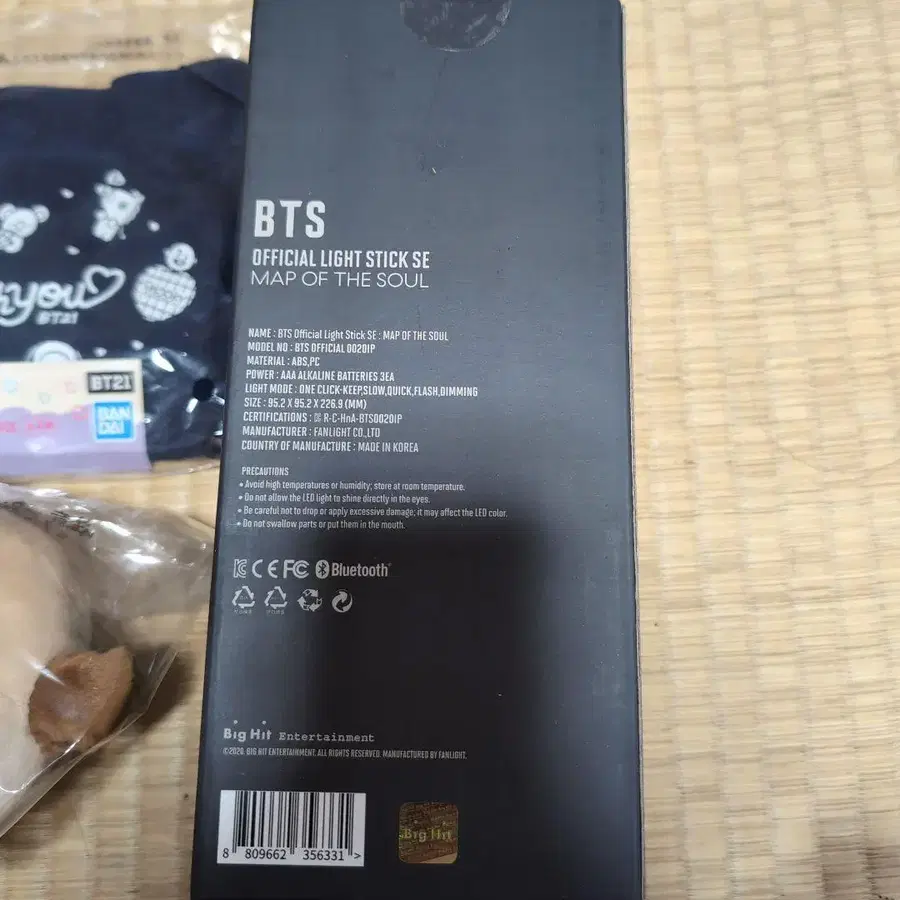 BTS
OFFICIAL LIGHT STICK SE
MAP OF THE SOUL
NAME : BTS Official Light Stick SE : MAP OF THE SOUL
MODEL NO : BTS OFFICIAL 0020IP
MATERIAL : ABS,PC
POWER : AAA ALKALINE BATTERIES 3EA
LIGHT MODE : ONE CLICK-KEEP,SLOW,QUICK,FLASH,DIMMING
SIZE : 95.2 X 95.2 X 226.9 (MM)
CERTIFICATIONS : R-C-HnA-BTS0020IP
MANUFACTURER : FANLIGHT CO.,LTD
COUNTRY OF MANUFACTURE : MADE IN KOREA
PRECAUTIONS
• Avoid high temperatures or humidity; store at room temperature.
• Do not allow the LED light to shine directly in the eyes.
• Be careful not to drop or apply excessive damage; it may affect the LED color.
• Do not swallow parts or put them in the mouth.
CE FC Bluetooth®
Big Hit Entertainment
©2020. BIG HIT ENTERTAINMENT. ALL RIGHTS RESERVED. MANUFACTURED BY FANLIGHT.
8 809662 356331 >
Big Hit
you
BT21
BT21
BAN
DAI